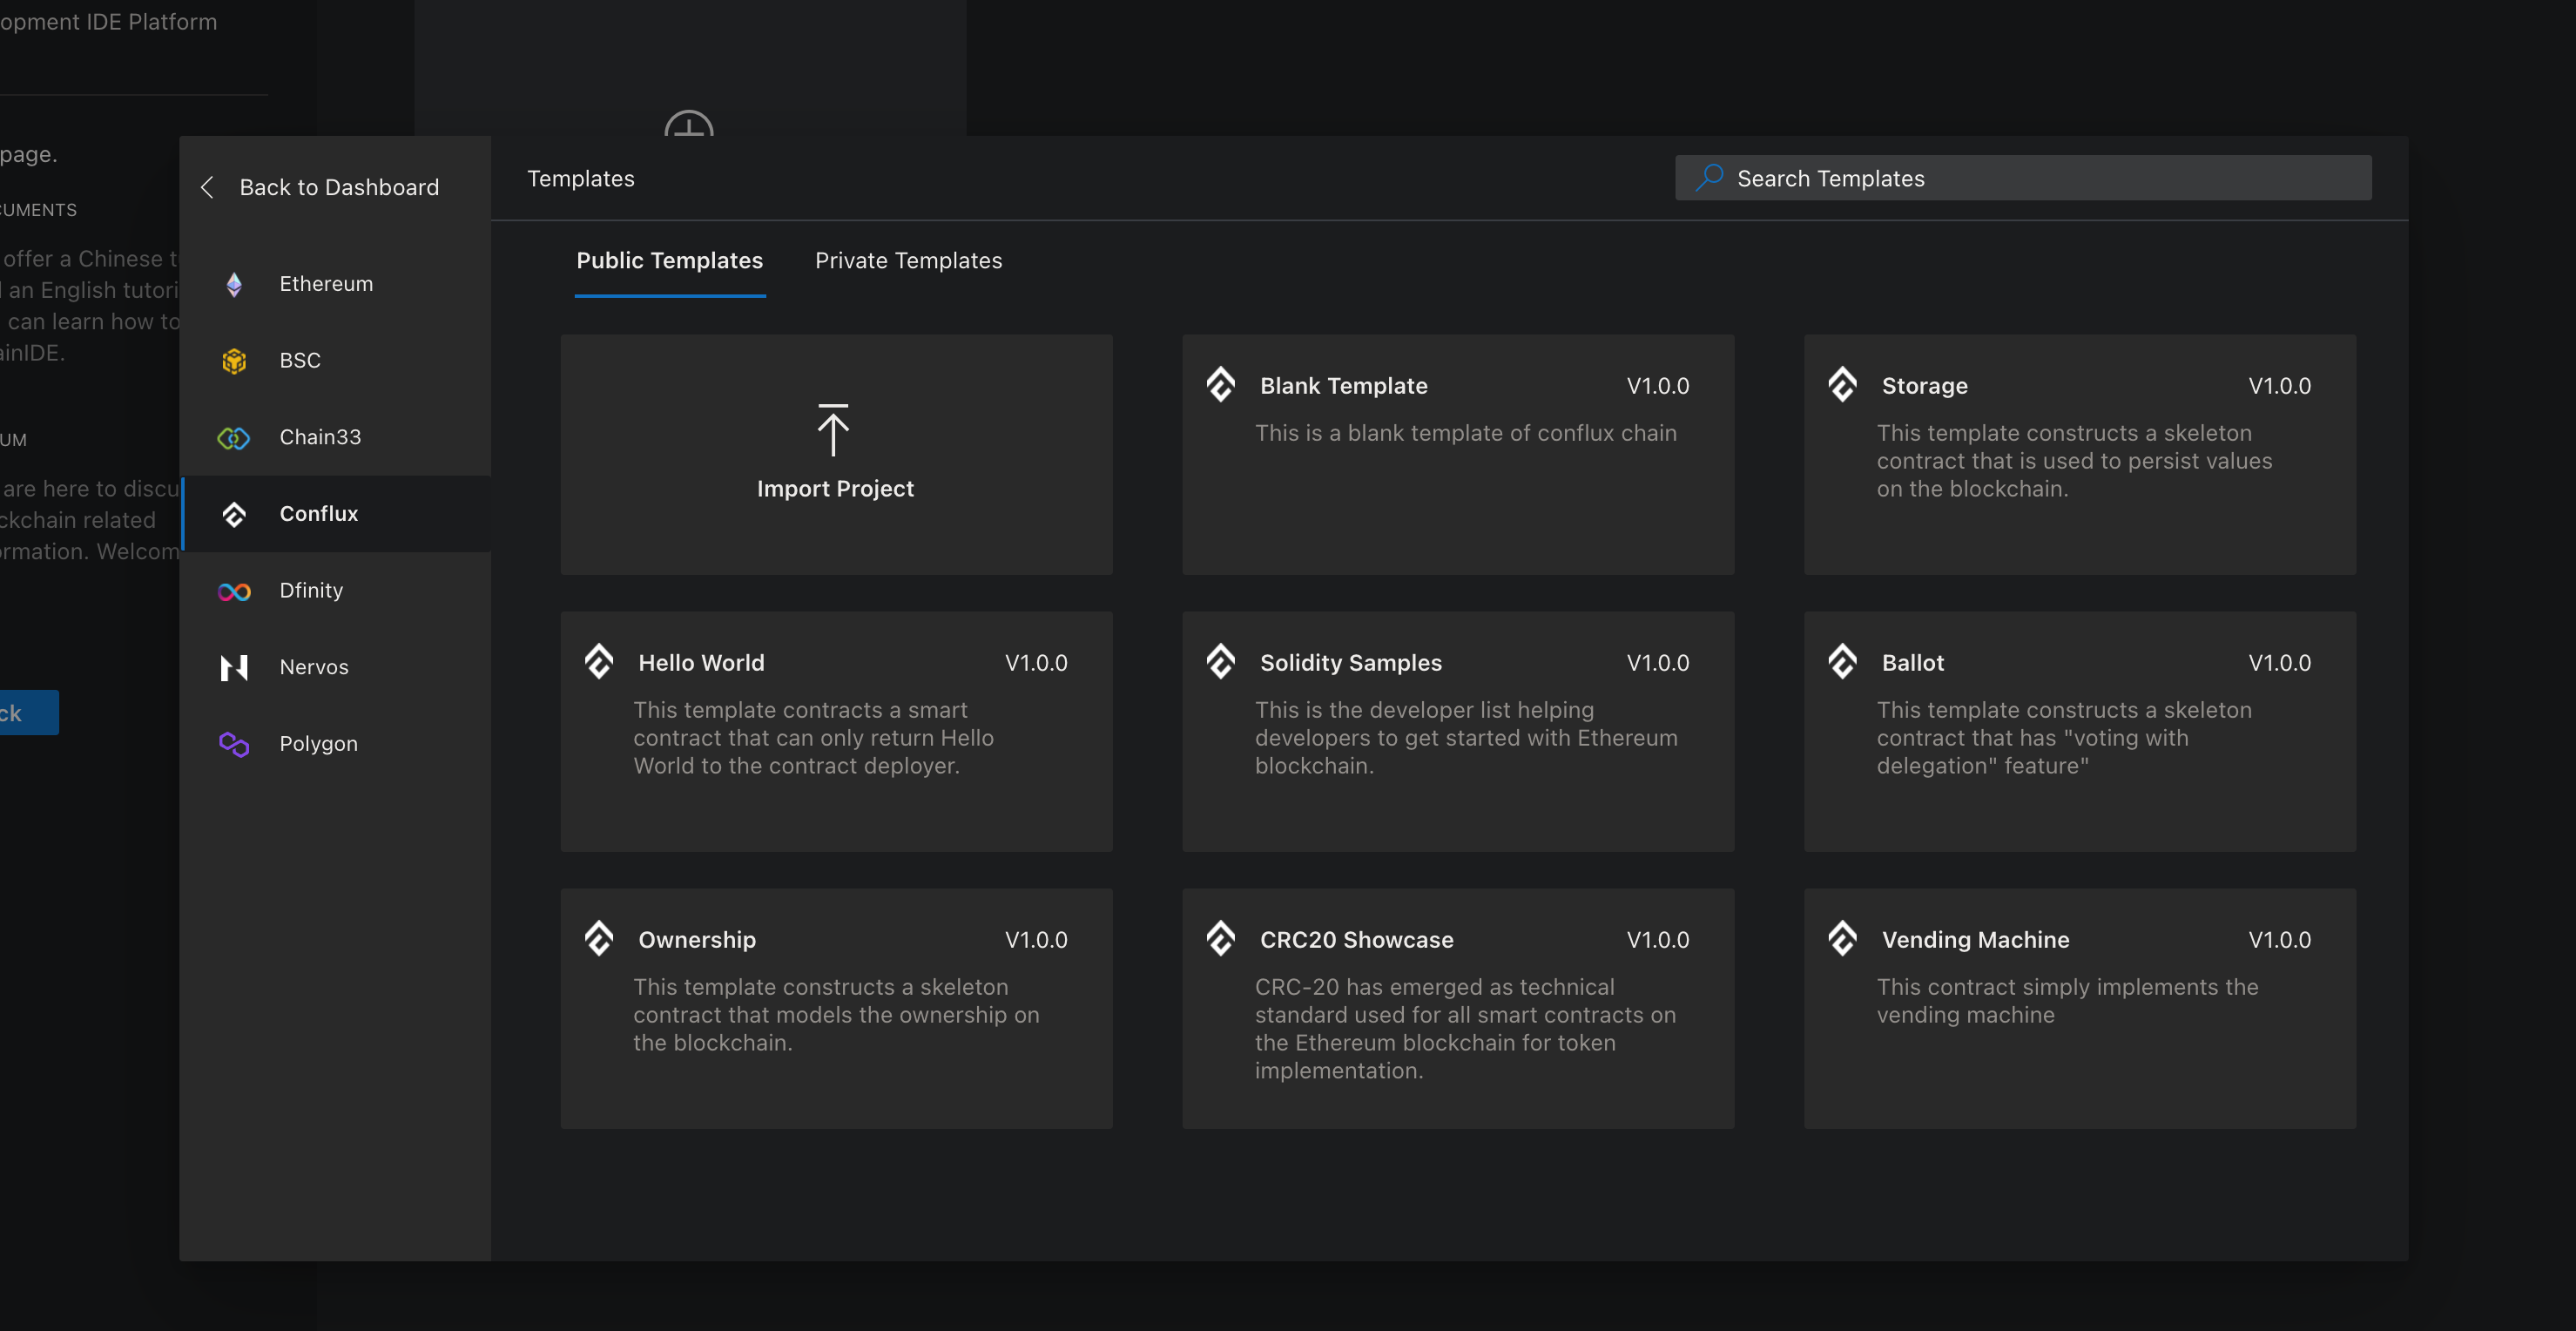 opment IDE Platform
page.
CUMENTS
offer a Chinese t
an English tutori
can learn how to
ainIDE.
UM
are here to discu
ckchain related
ormation. Welcom
ck
Back to Dashboard
Ethereum
BSC
Chain33
Conflux
Dfinity
Nervos
Polygon
Templates
Search Templates
Public Templates
Private Templates
Import Project
Blank Template
V1.0.0
This is a blank template of conflux chain
Storage
V1.0.0
This template constructs a skeleton
contract that is used to persist values
on the blockchain.
Hello World
V1.0.0
This template contracts a smart
contract that can only return Hello
World to the contract deployer.
Solidity Samples
V1.0.0
This is the developer list helping
developers to get started with Ethereum
blockchain.
Ballot
V1.0.0
This template constructs a skeleton
contract that has "voting with
delegation" feature"
Ownership
V1.0.0
This template constructs a skeleton
contract that models the ownership on
the blockchain.
CRC20 Showcase
V1.0.0
CRC-20 has emerged as technical
standard used for all smart contracts on
the Ethereum blockchain for token
implementation.
Vending Machine
V1.0.0
This contract simply implements the
vending machine